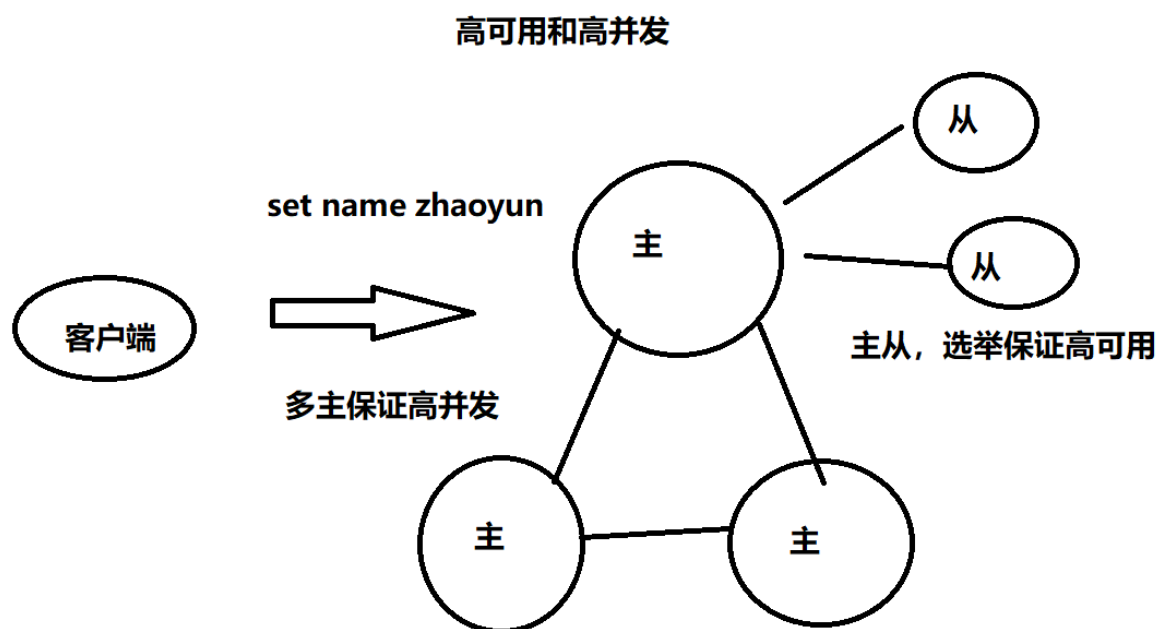 高可用和高并发
从
set name zhaoyun
主
从
客户端
主从，选举保证高可用
多主保证高并发
主
主